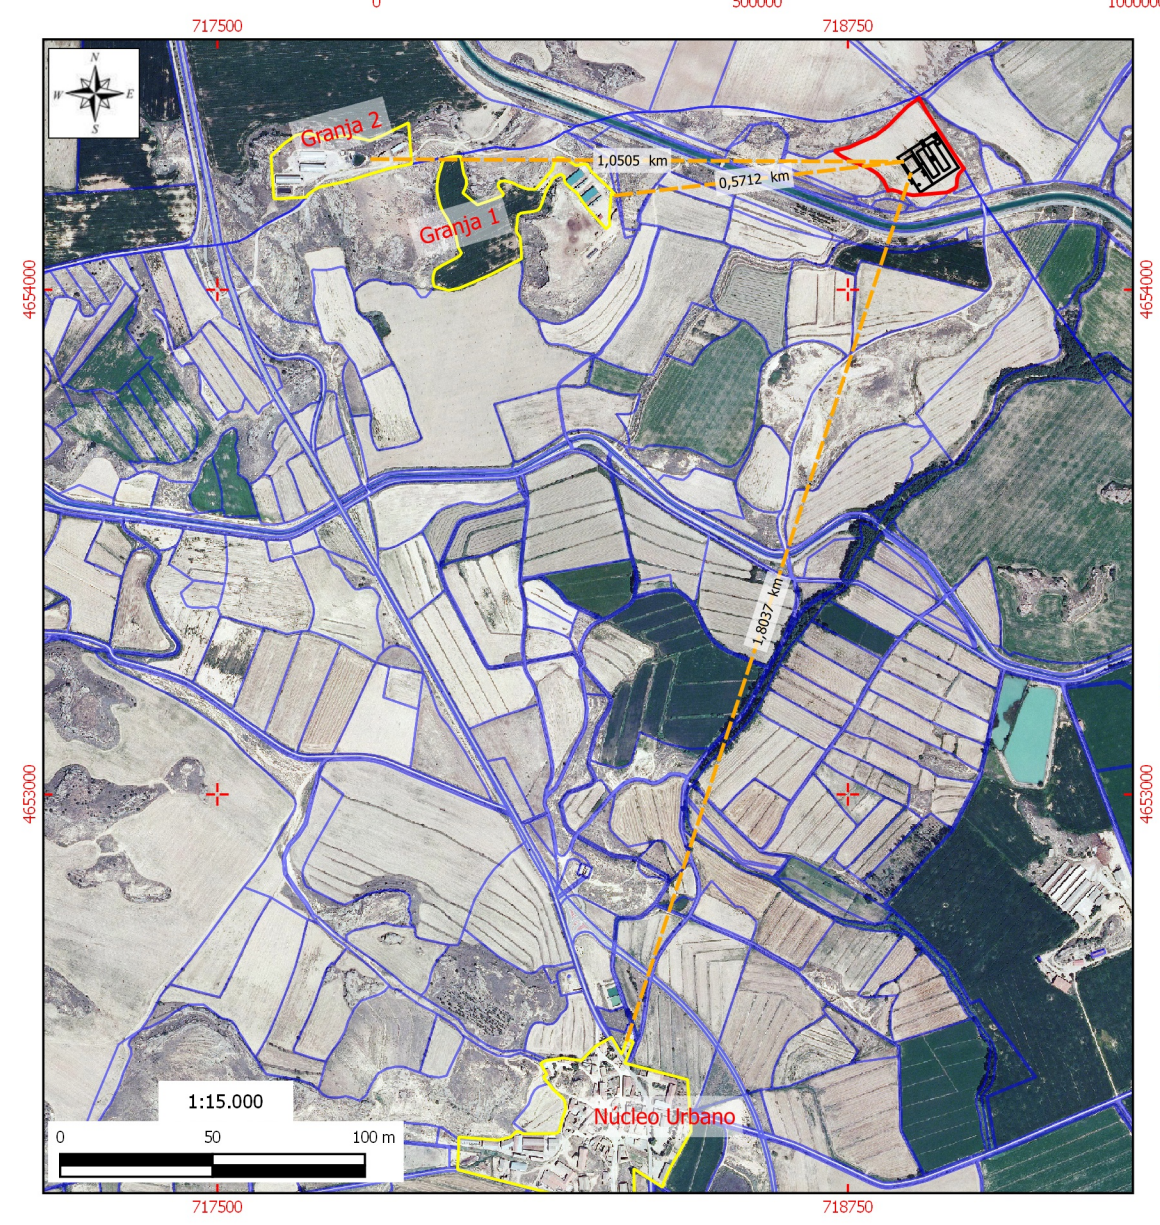 0 500000 1000000
717500 718750
N
W E
S
Granja 2
1,0505 km
0,5712 km
Granja 1
4654000 4654000
1,8037 km
4653000 4653000
1:15.000
0 50 100 m
Núcleo Urbano
717500 718750